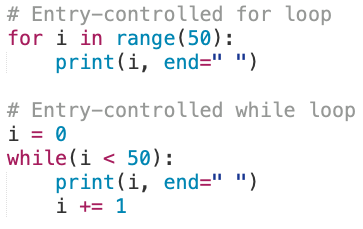 # Entry-controlled for loop
for i in range(50):
    print(i, end=" ")

# Entry-controlled while loop
i = 0
while(i < 50):
    print(i, end=" ")
    i += 1